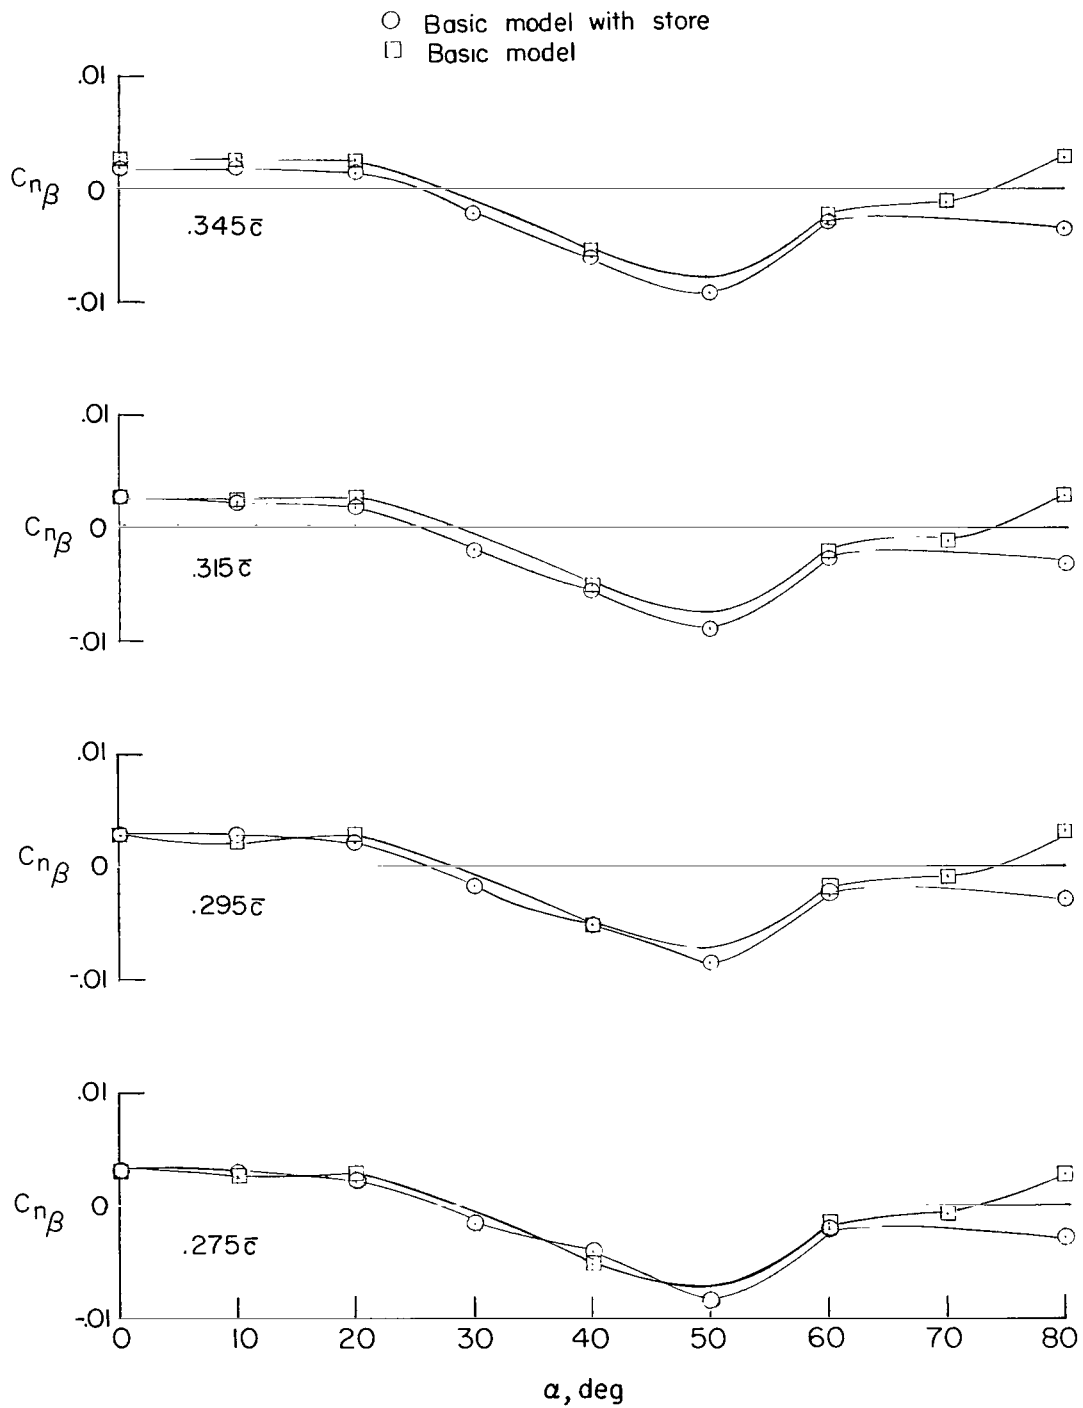 Basic model with store
Basic model
.01
Cnβ 0
.345c̄
-.01
.01
Cnβ 0
.315c̄
-.01
.01
Cnβ 0
.295c̄
-.01
.01
Cnβ 0
.275c̄
-.01
0 10 20 30 40 50 60 70 80
α, deg